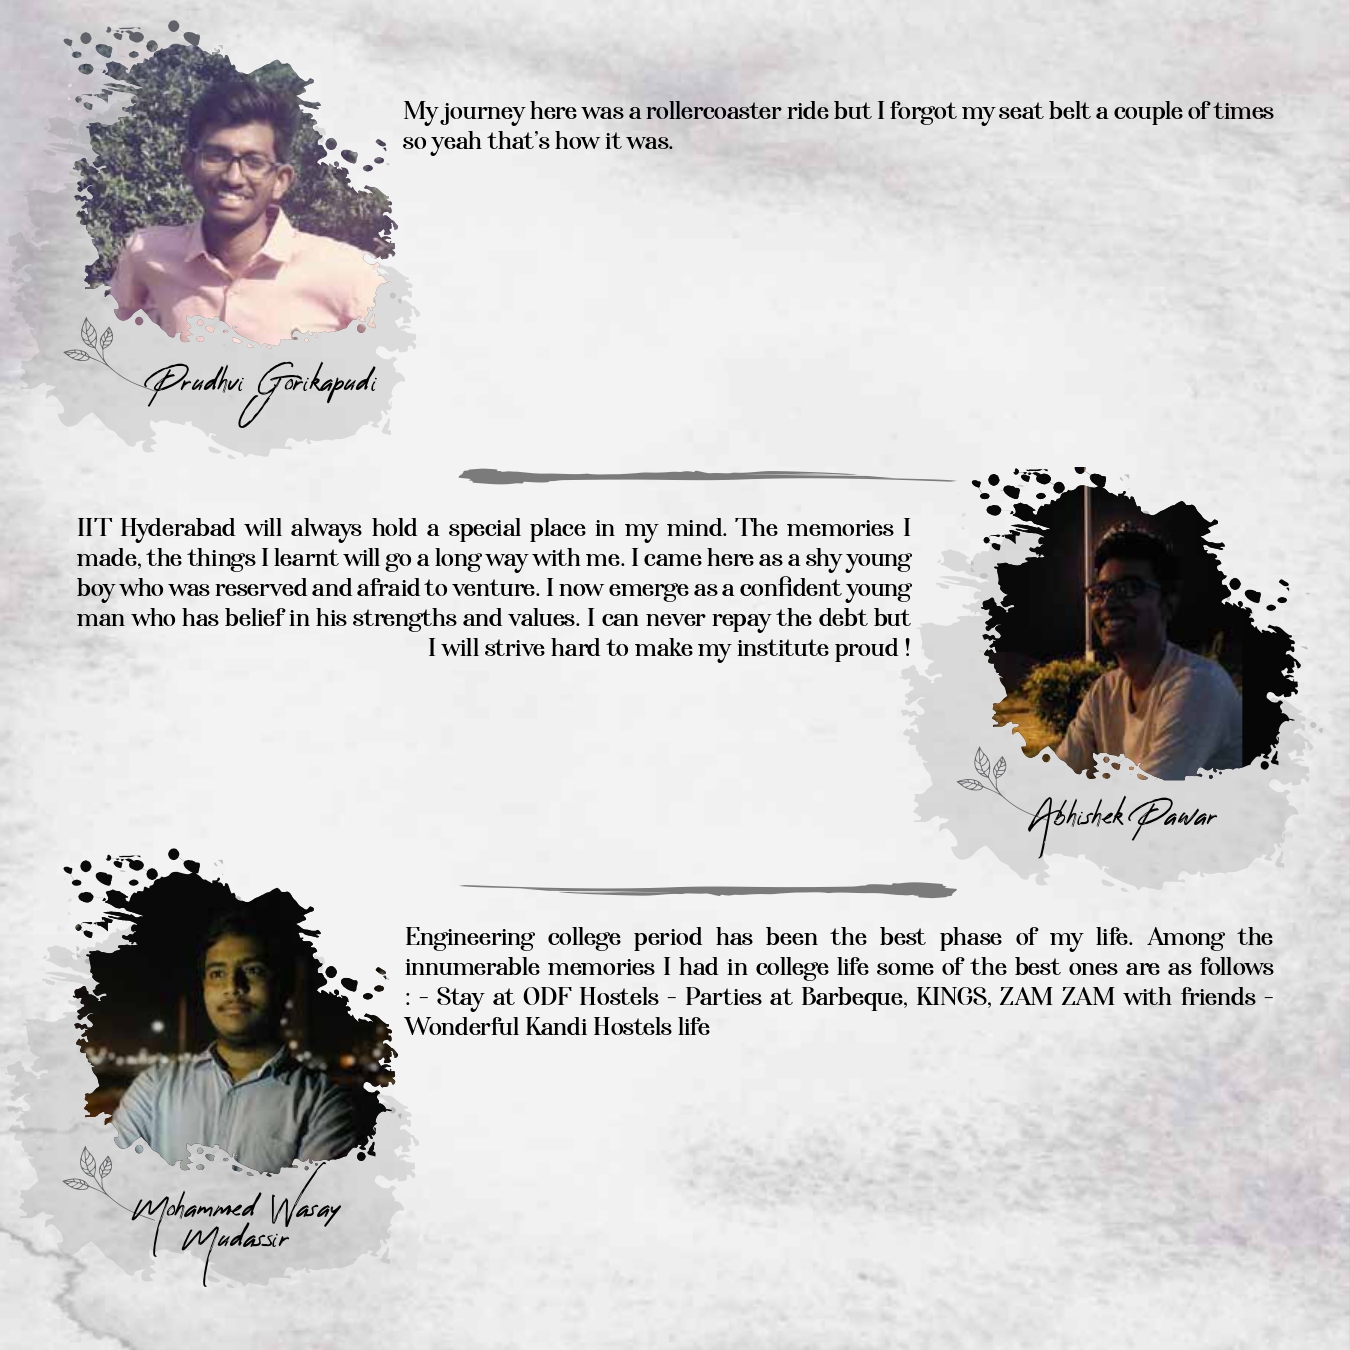 My journey here was a rollercoaster ride but I forgot my seat belt a couple of times
so yeah that's how it was.
Prudhvi Gorikapudi
IIT Hyderabad will always hold a special place in my mind. The memories I
made, the things I learnt will go a long way with me. I came here as a shy young
boy who was reserved and afraid to venture. I now emerge as a confident young
man who has belief in his strengths and values. I can never repay the debt but
I will strive hard to make my institute proud !
Abhishek Pawar
Engineering college period has been the best phase of my life. Among the
innumerable memories I had in college life some of the best ones are as follows
: - Stay at ODF Hostels - Parties at Barbeque, KINGS, ZAM ZAM with friends -
Wonderful Kandi Hostels life
Mohammed Wasay
Mudassir